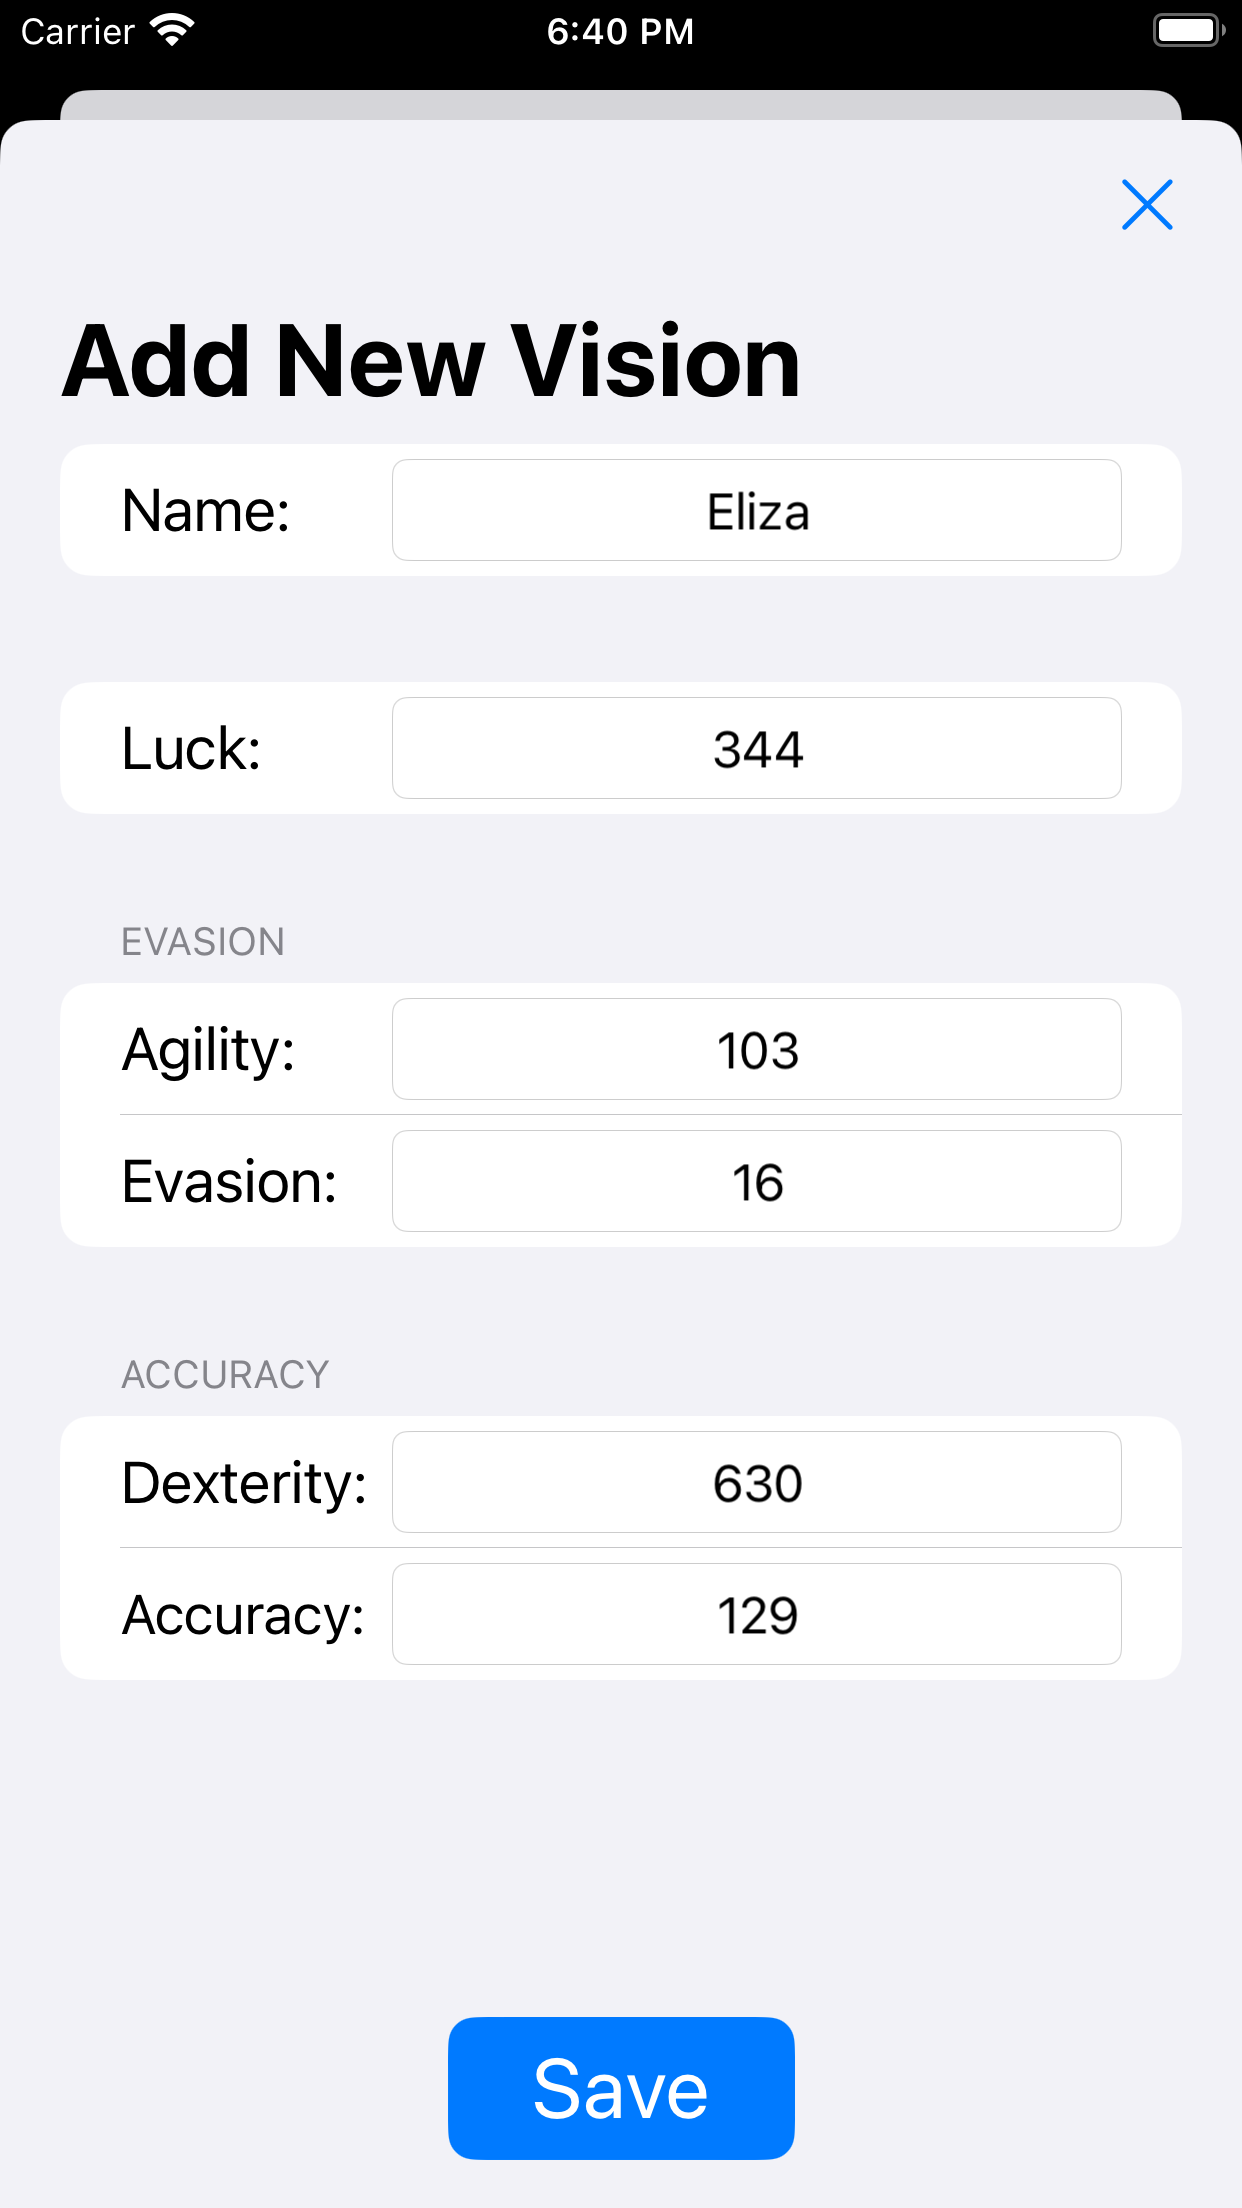 Carrier 6:40 PM
Add New Vision
Name: Eliza
Luck: 344
EVASION
Agility: 103
Evasion: 16
ACCURACY
Dexterity: 630
Accuracy: 129
Save